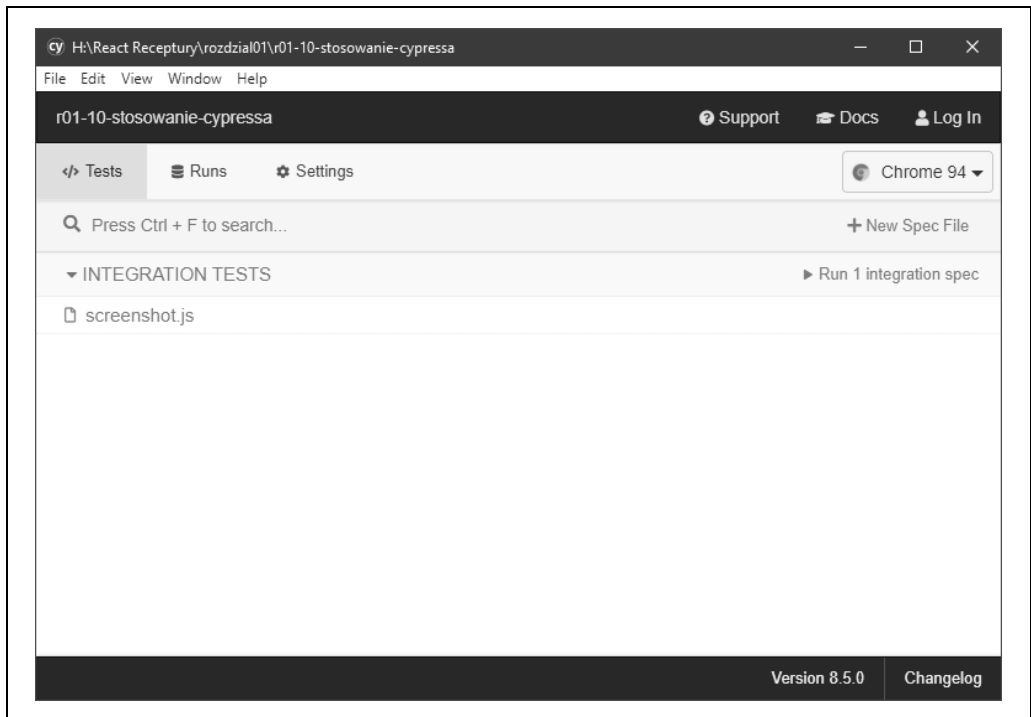 cy H:\React Receptury\rozdzial01\r01-10-stosowanie-cypressa
File Edit View Window Help
r01-10-stosowanie-cypressa Support Docs Log In
</> Tests Runs Settings Chrome 94
Press Ctrl + F to search... New Spec File
INTEGRATION TESTS Run 1 integration spec
screenshot.js
Version 8.5.0 Changelog